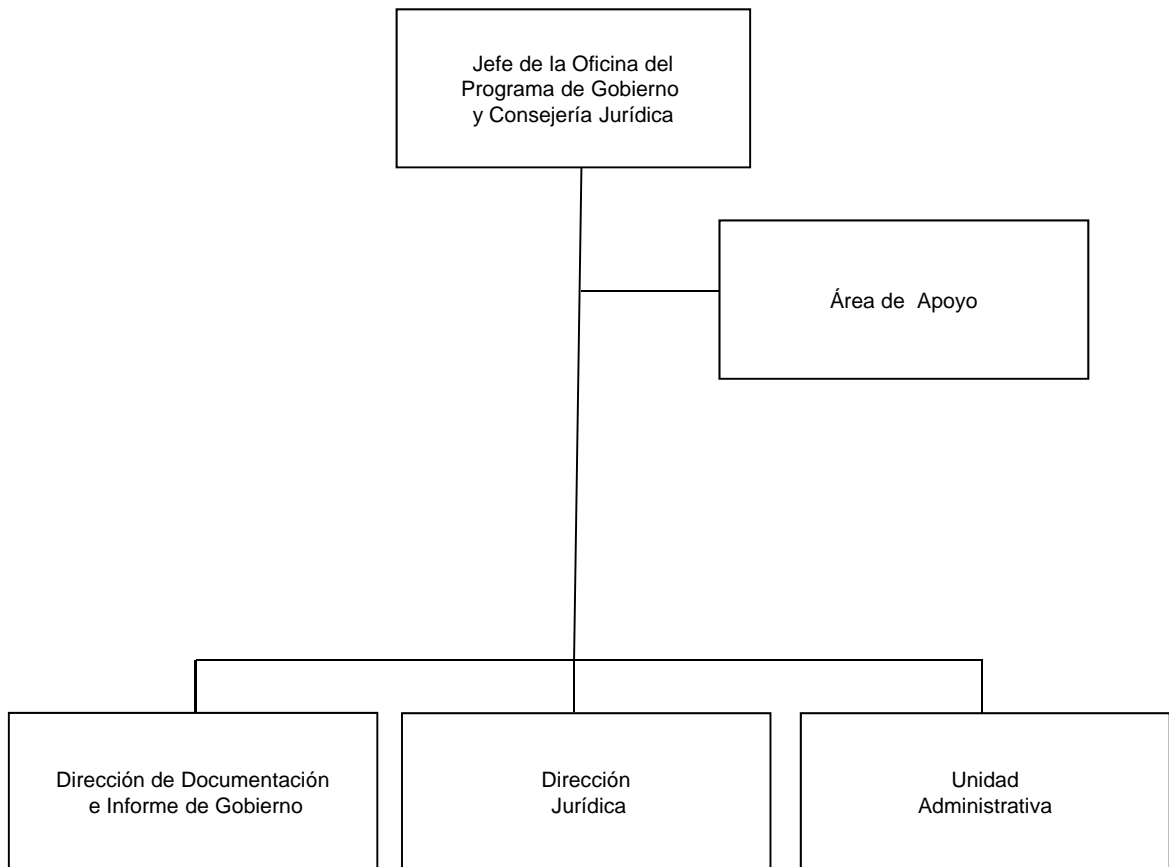 Jefe de la Oficina del
Programa de Gobierno
y Consejería Jurídica
Área de Apoyo
Dirección de Documentación
e Informe de Gobierno
Dirección
Jurídica
Unidad
Administrativa